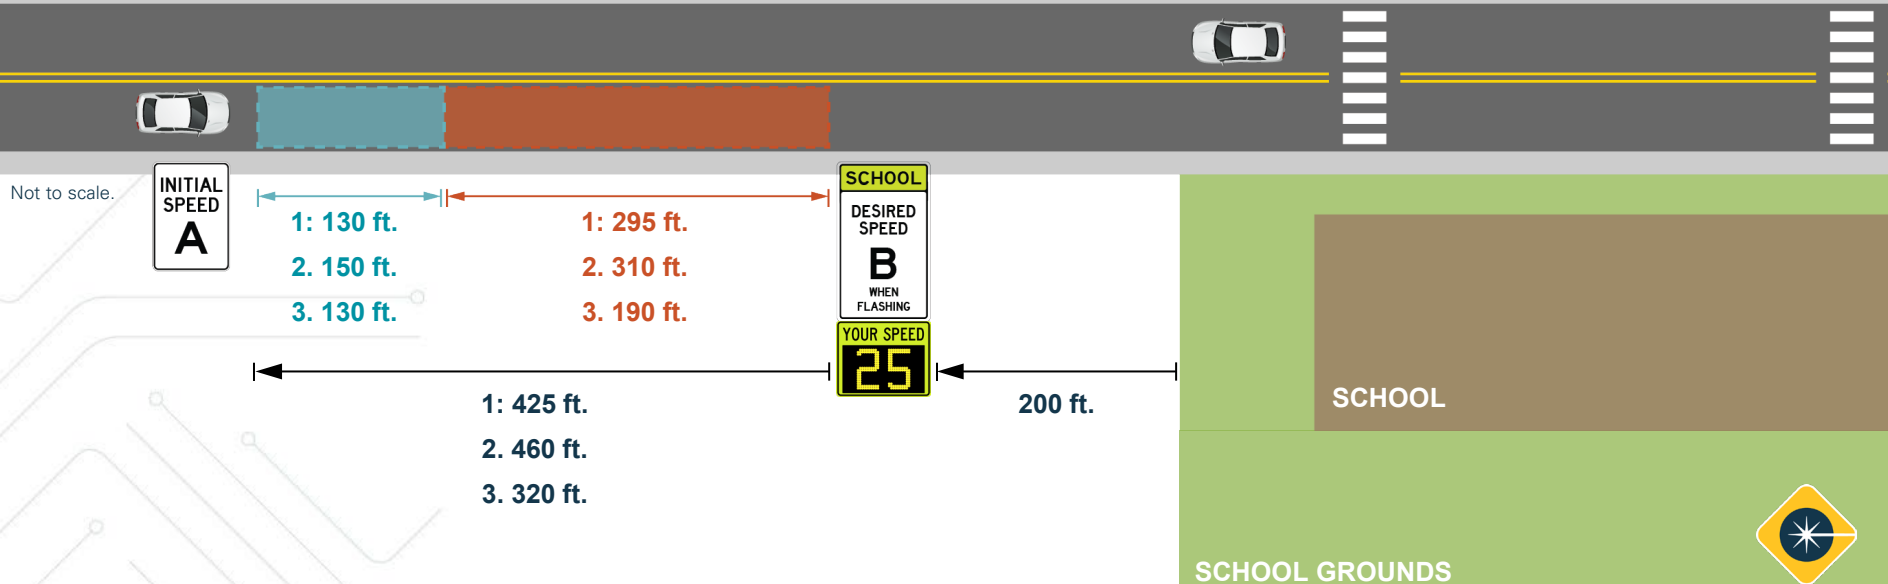 Not to scale.
INITIAL
SPEED
A
1: 130 ft.
2. 150 ft.
3. 130 ft.
1: 295 ft.
2. 310 ft.
3. 190 ft.
SCHOOL
DESIRED
SPEED
B
WHEN
FLASHING
YOUR SPEED
25
1: 425 ft.
2. 460 ft.
3. 320 ft.
200 ft.
SCHOOL
SCHOOL GROUNDS